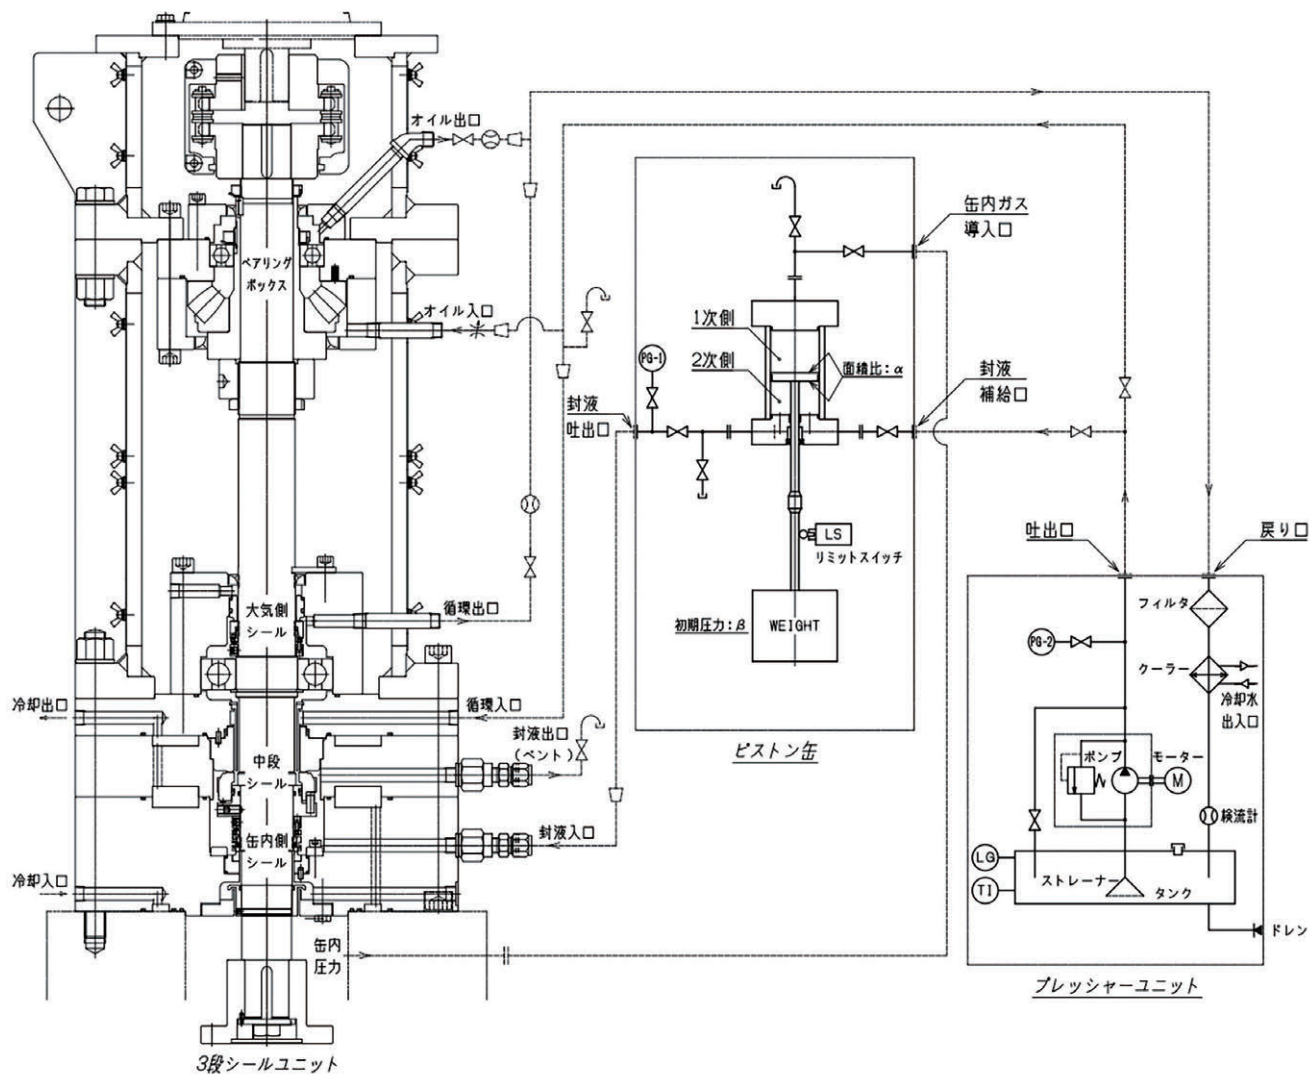 オイル出口
ベアリング
ボックス
オイル入口
大気側
シール
循環出口
冷却出口
循環入口
封液出口
(ベント)
中段
シール
缶内側
シール
封液入口
冷却入口
缶内
圧力
3段シールユニット
缶内ガス
導入口
1次側
2次側
面積比:α
PG-1
封液
吐出口
封液
補給口
LS
リミットスイッチ
初期圧力:β
WEIGHT
ピストン缶
吐出口
戻り口
フィルタ
PG-2
クーラー
冷却水
出入口
ポンプ
モーター
M
検流計
LG
TI
ストレーナー
タンク
ドレン
プレッシャーユニット